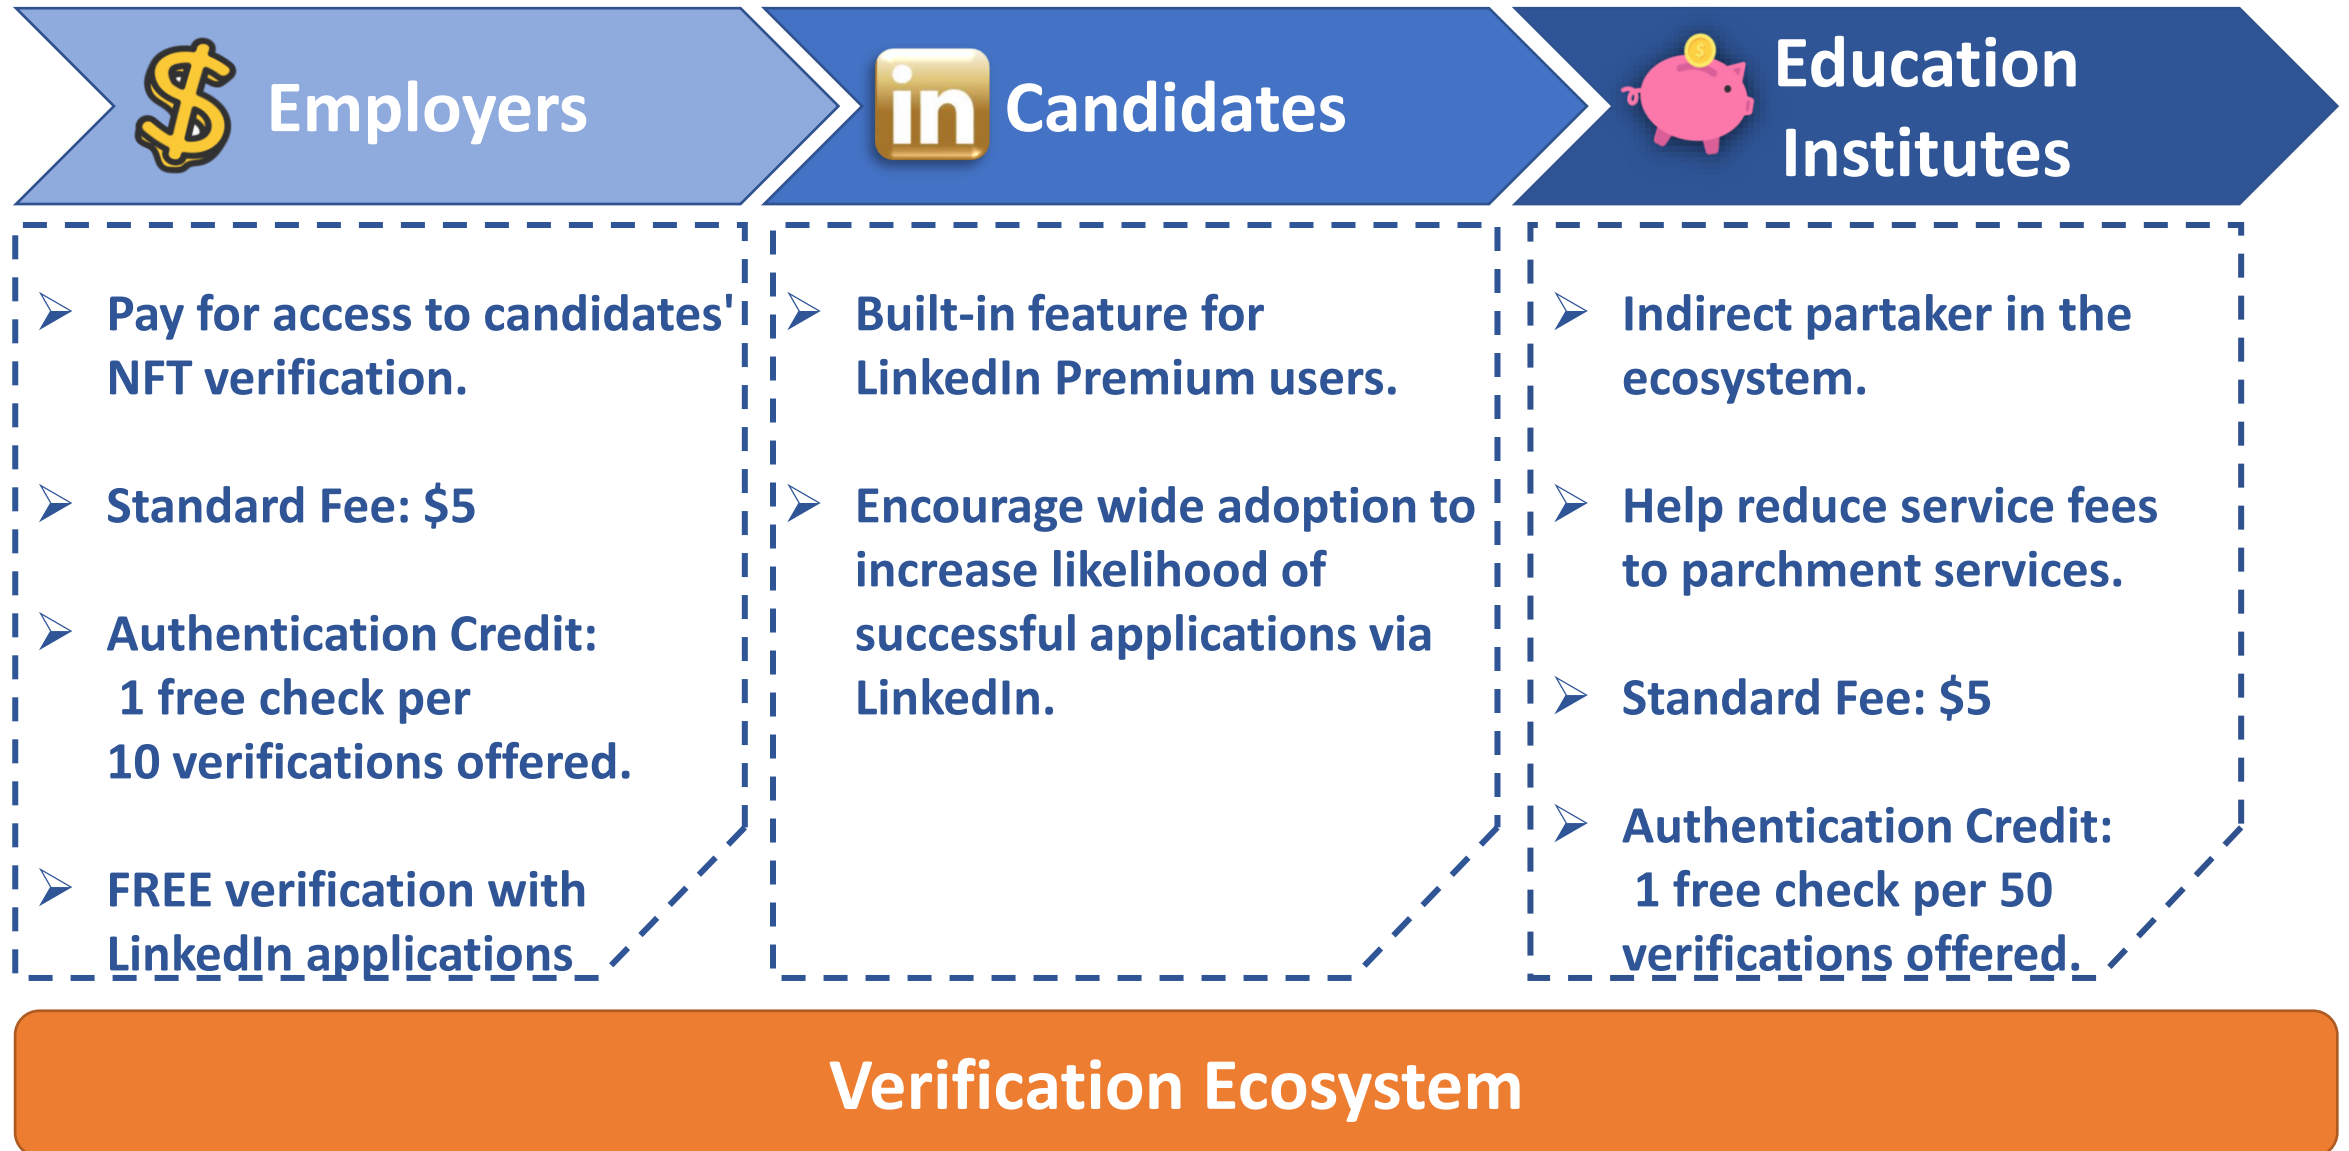 Employers
Candidates
Education
Institutes
Pay for access to candidates'
NFT verification.
Standard Fee: $5
Authentication Credit:
1 free check per
10 verifications offered.
FREE verification with
LinkedIn applications
Built-in feature for
LinkedIn Premium users.
Encourage wide adoption to
increase likelihood of
successful applications via
LinkedIn.
Indirect partaker in the
ecosystem.
Help reduce service fees
to parchment services.
Standard Fee: $5
Authentication Credit:
1 free check per 50
verifications offered.
Verification Ecosystem
$
in
$